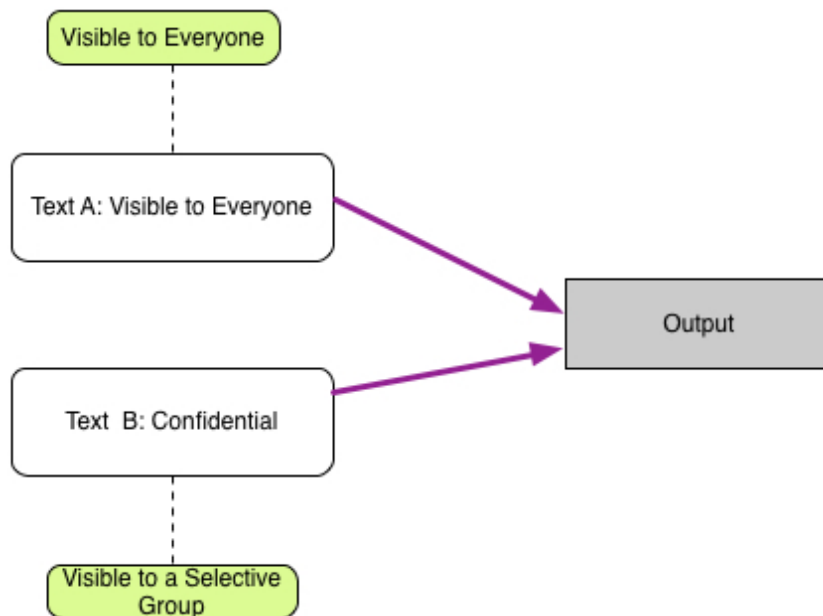 Visible to Everyone
Text A: Visible to Everyone
Output
Text  B: Confidential
Visible to a Selective
Group